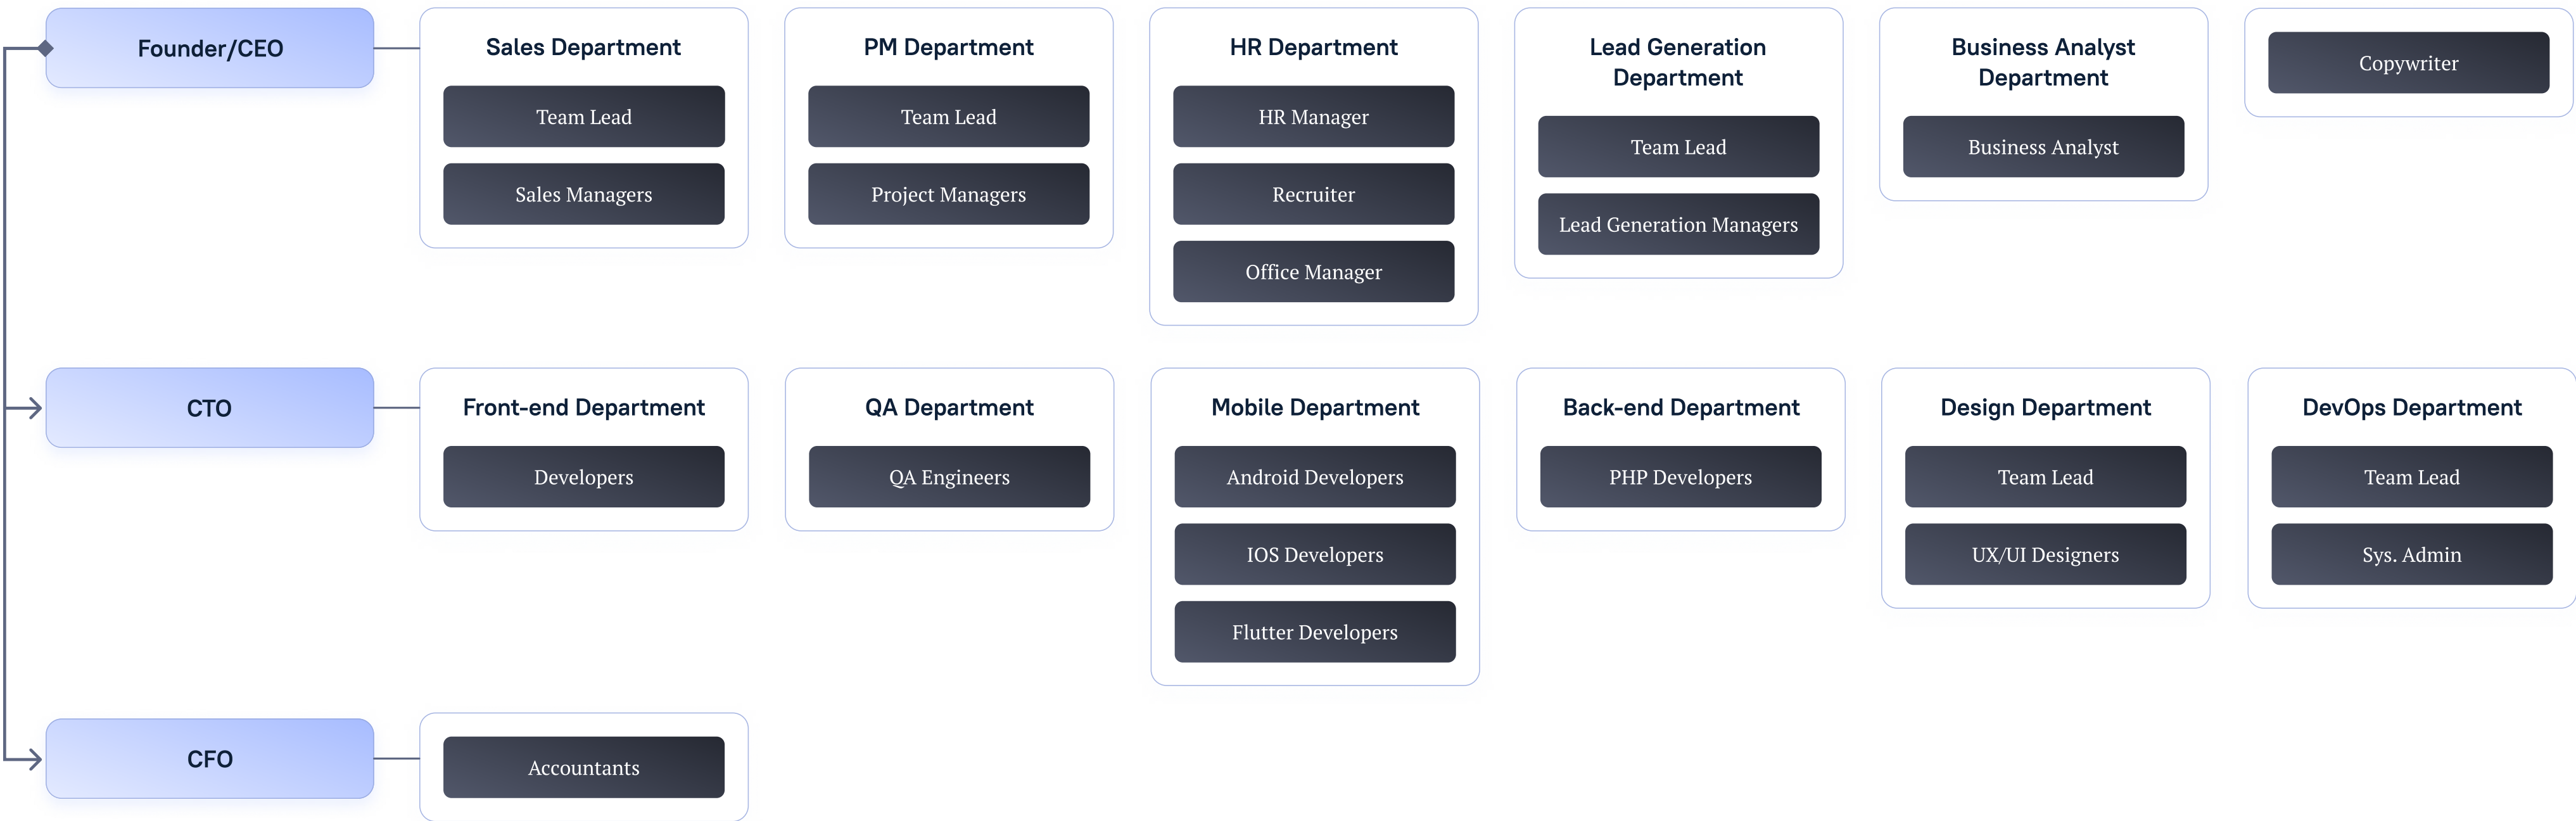 Founder/CEO
Sales Department
Team Lead
Sales Managers
PM Department
Team Lead
Project Managers
HR Department
HR Manager
Recruiter
Office Manager
Lead Generation
Department
Team Lead
Lead Generation Managers
Business Analyst
Department
Business Analyst
Copywriter
CTO
Front-end Department
Developers
QA Department
QA Engineers
Mobile Department
Android Developers
IOS Developers
Flutter Developers
Back-end Department
PHP Developers
Design Department
Team Lead
UX/UI Designers
DevOps Department
Team Lead
Sys. Admin
CFO
Accountants